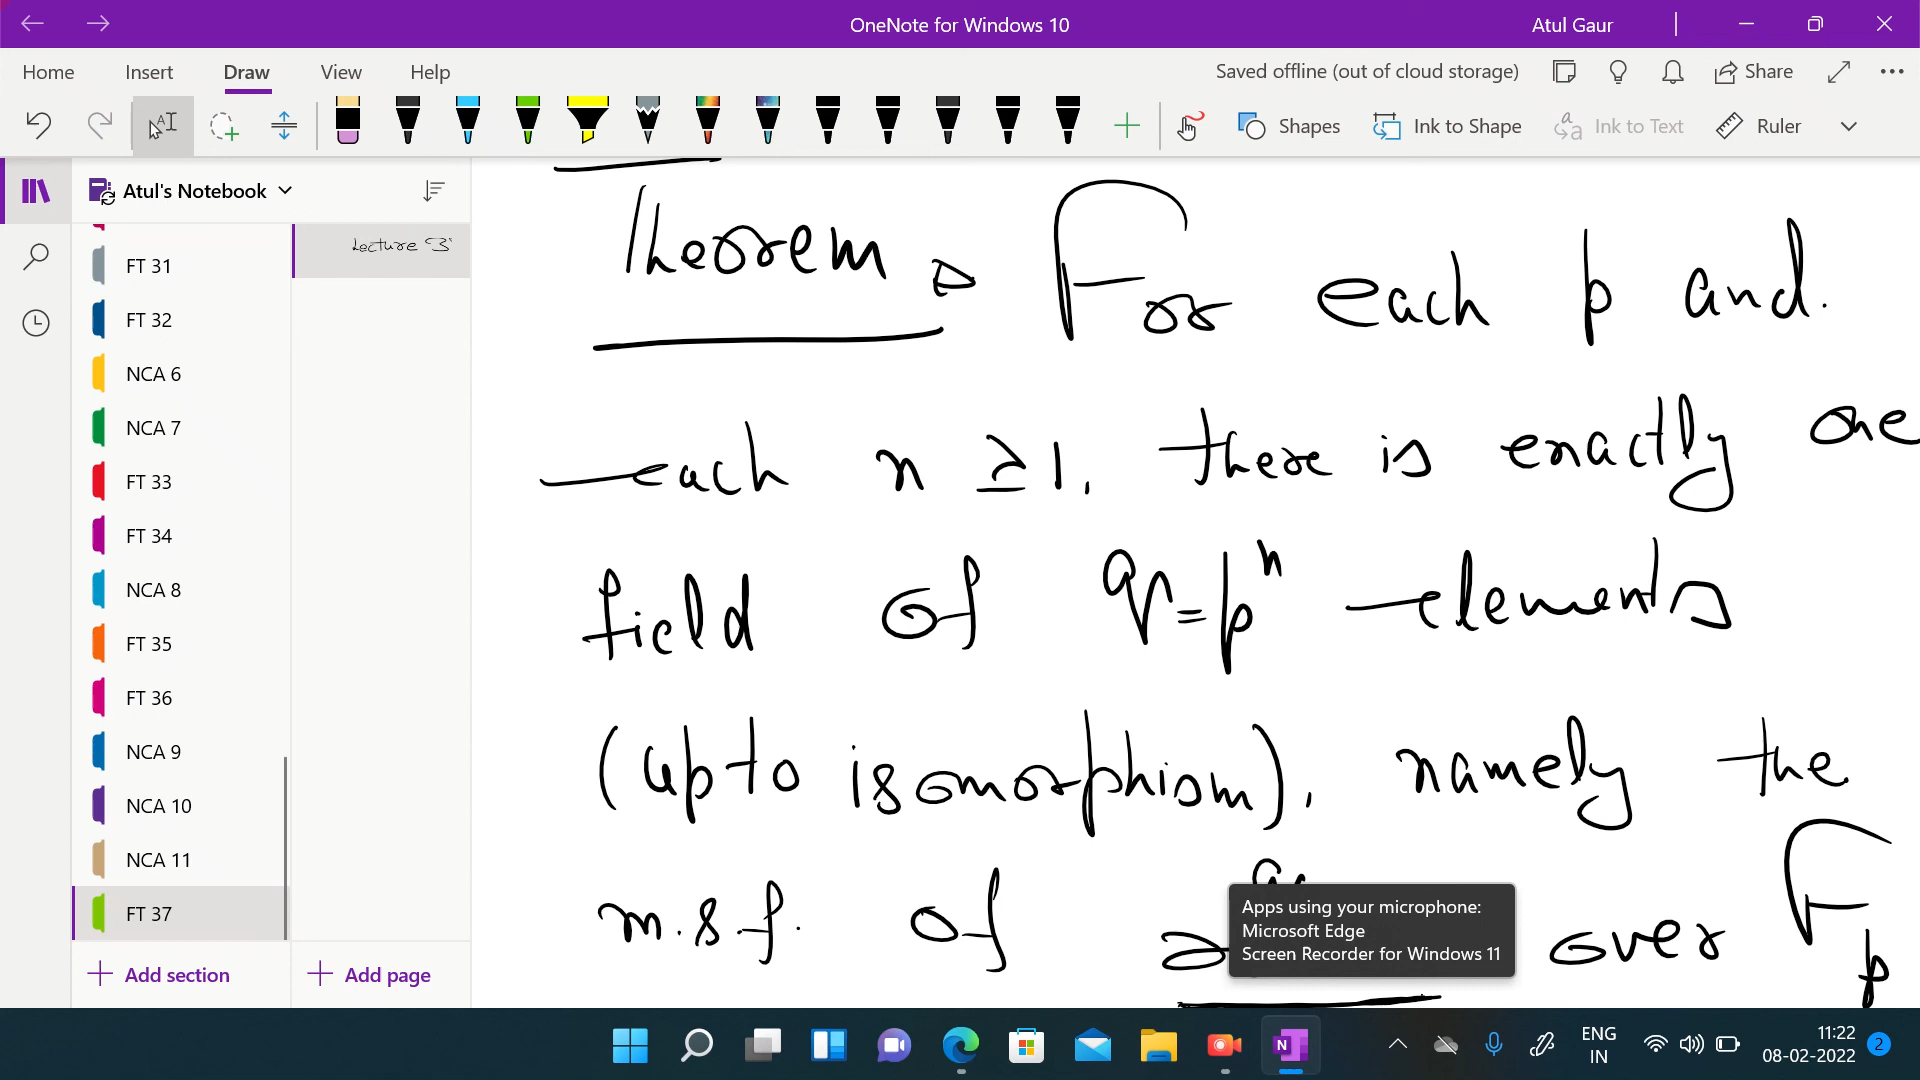 OneNote for Windows 10
Atul Gaur
Home Insert Draw View Help
Saved offline (out of cloud storage)
Share
Shapes
Ink to Shape
Ink to Text
Ruler
Atul's Notebook
FT 31
FT 32
NCA 6
NCA 7
FT 33
FT 34
NCA 8
FT 35
FT 36
NCA 9
NCA 10
NCA 11
FT 37
Add section
Lecture 3
Add page
Theorem For each p and.
each n ≥ 1, there is exactly one
field of q = p^n elements
(upto isomorphism), namely the
m.s.f. of over F_p
Apps using your microphone:
Microsoft Edge
Screen Recorder for Windows 11
ENG
IN
11:22
08-02-2022
2